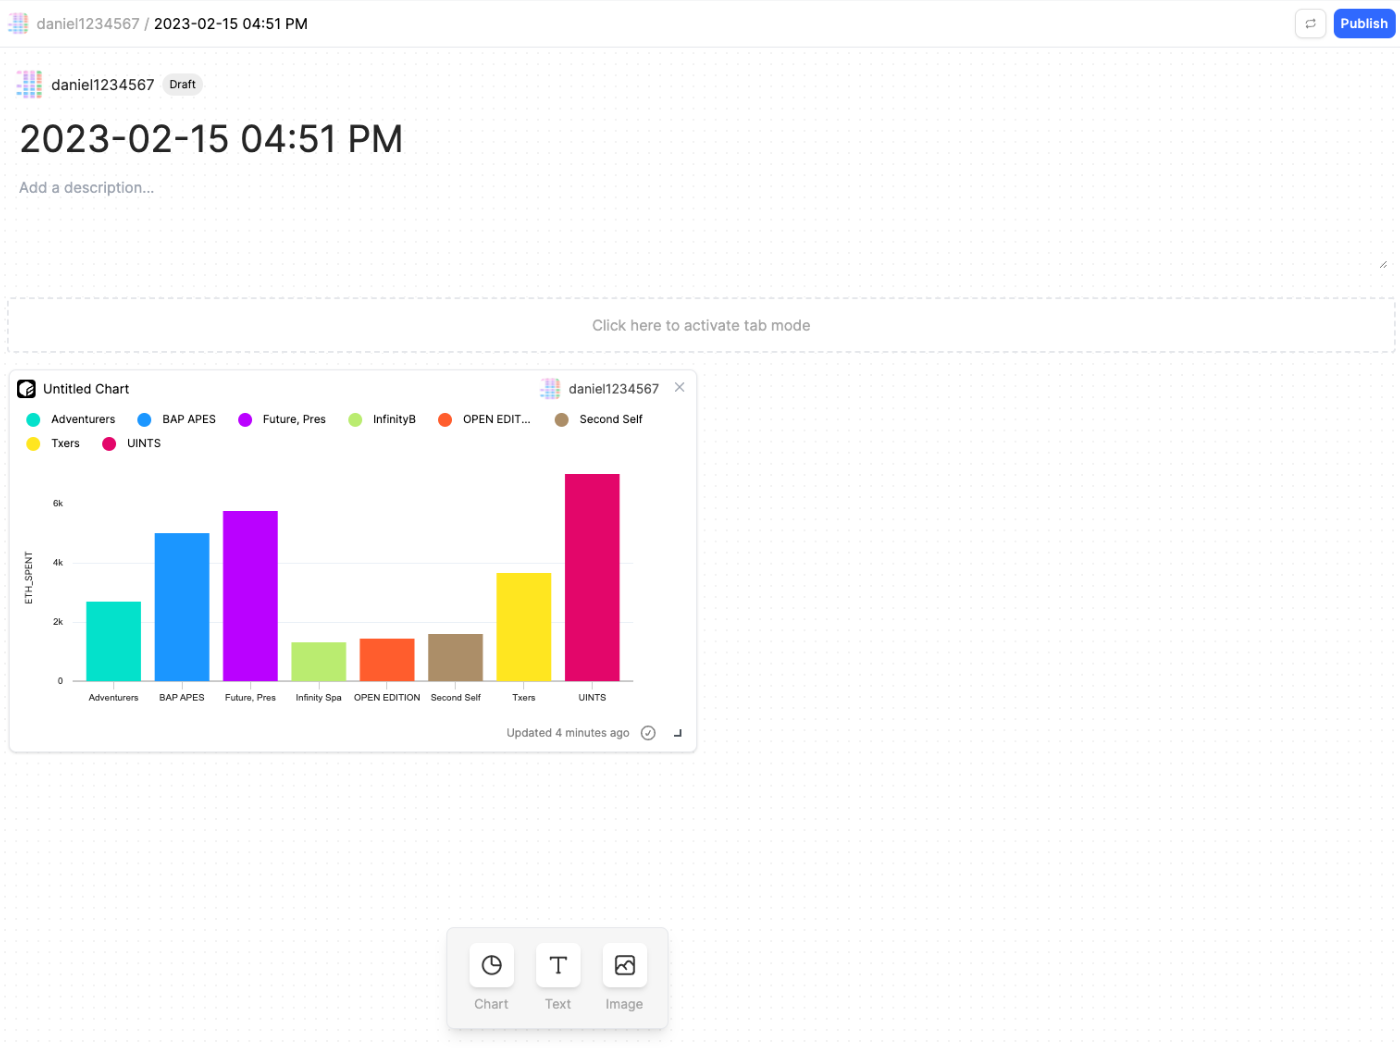 daniel1234567 / 2023-02-15 04:51 PM
Publish
daniel1234567 Draft
2023-02-15 04:51 PM
Add a description...
Click here to activate tab mode
Untitled Chart
daniel1234567
Adventurers BAP APES Future, Pres InfinityB OPEN EDIT... Second Self
Txers UINTS
6k
4k
2k
0
ETH_SPENT
Adventurers BAP APES Future, Pres Infinity Spa OPEN EDITION Second Self Txers UINTS
Updated 4 minutes ago
Chart Text Image